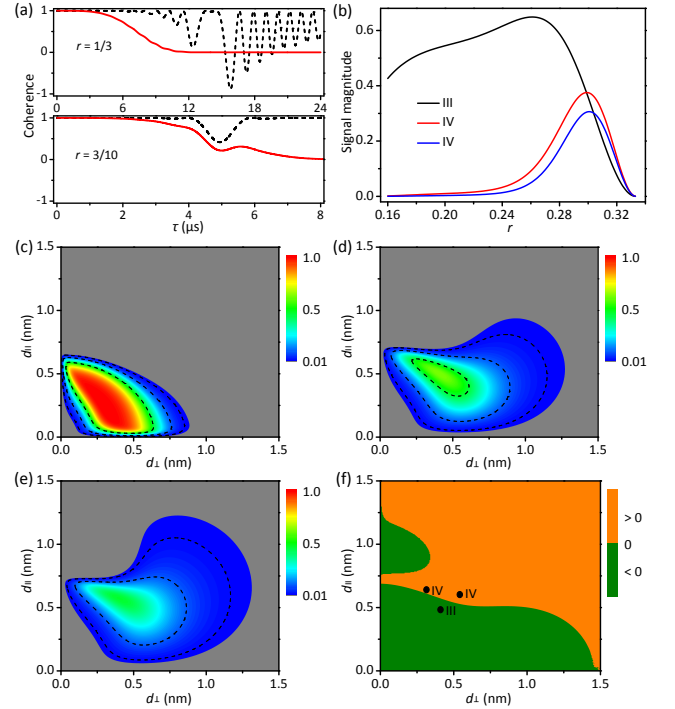 (a)
1
0
-1
r = 1/3
0 3 6 9 12 15 18 21 24
1
0
-1
r = 3/10
0 2 4 6 8
τ (μs)
Coherence
(b)
0.6
0.4
0.2
0.0
Signal magnitude
III
IV
IV
0.16 0.20 0.24 0.28 0.32
r
(c)
1.5
1.0
0.5
0.0
d‖ (nm)
0.0 0.5 1.0 1.5
d⊥ (nm)
1.0
0.5
0.01
(d)
1.5
1.0
0.5
0.0
d‖ (nm)
0.0 0.5 1.0 1.5
d⊥ (nm)
1.0
0.5
0.01
(e)
1.5
1.0
0.5
0.0
d‖ (nm)
0.0 0.5 1.0 1.5
d⊥ (nm)
1.0
0.5
0.01
(f)
1.5
1.0
0.5
0.0
d‖ (nm)
IV
IV
III
0.0 0.5 1.0 1.5
d⊥ (nm)
> 0
0
< 0